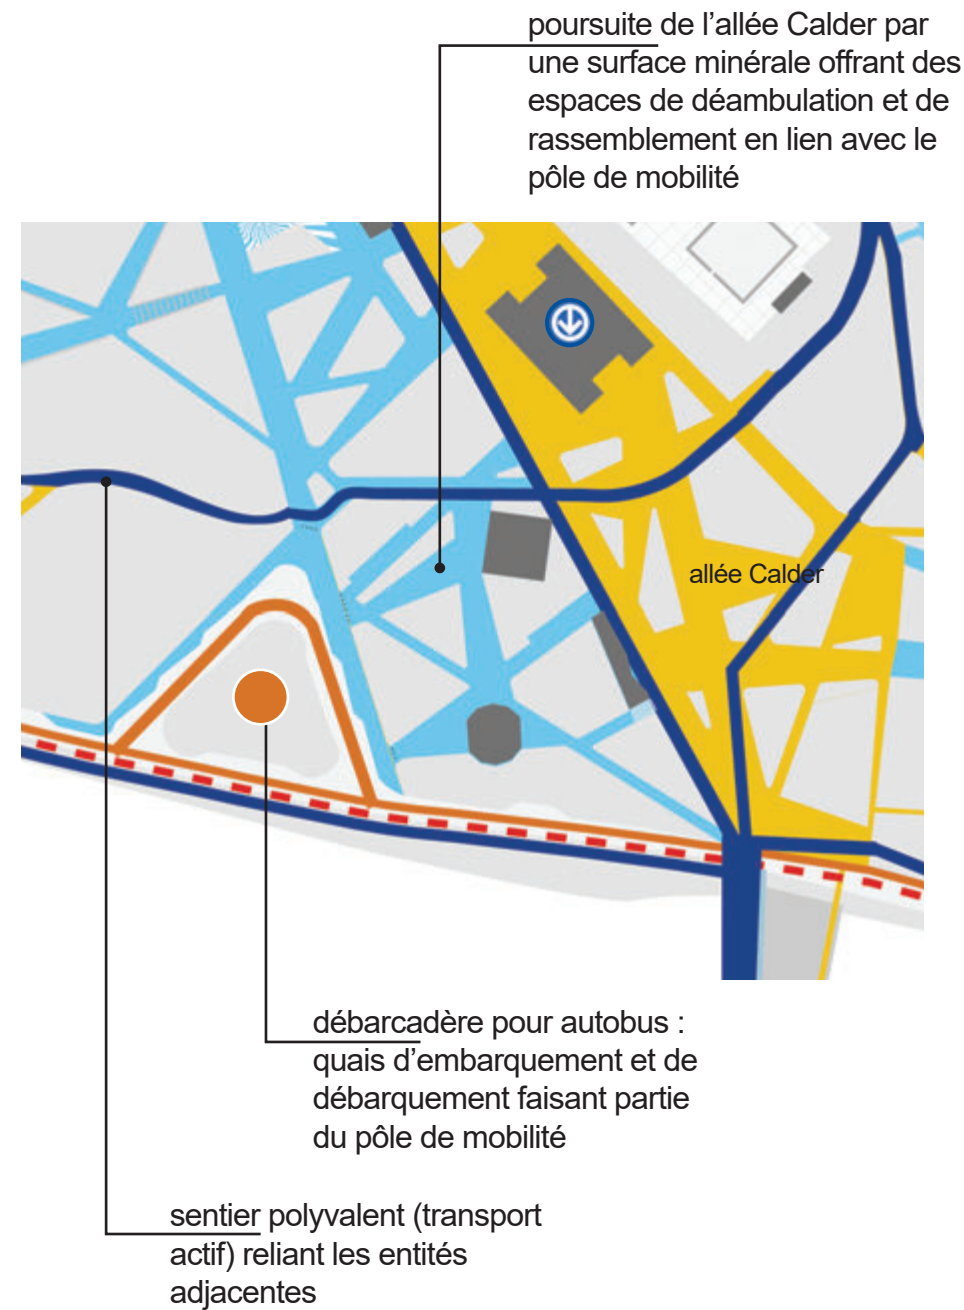 poursuite de l’allée Calder par
une surface minérale offrant des
espaces de déambulation et de
rassemblement en lien avec le
pôle de mobilité
allée Calder
débarcadère pour autobus :
quais d’embarquement et de
débarquement faisant partie
du pôle de mobilité
sentier polyvalent (transport
actif) reliant les entités
adjacentes